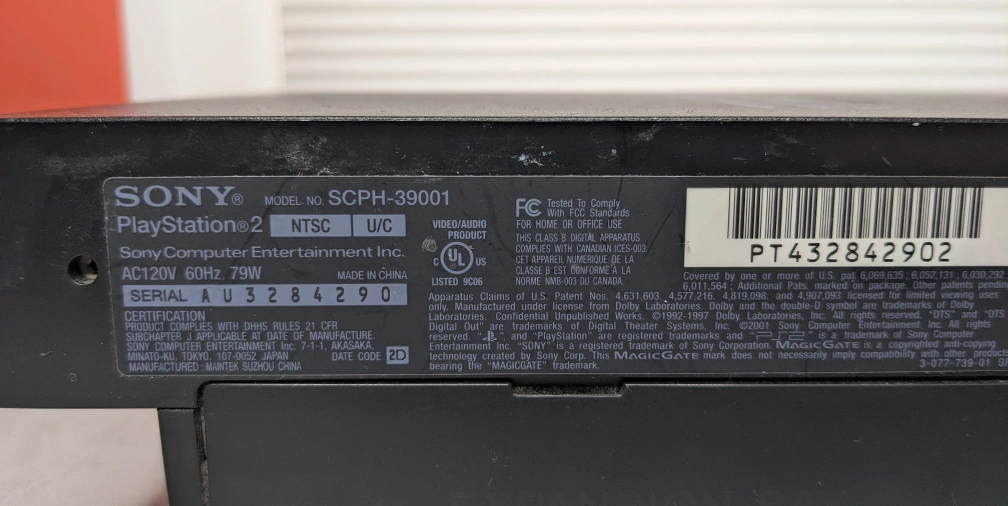 SONY® MODEL NO. SCPH-39001
PlayStation®2 NTSC U/C
Sony Computer Entertainment Inc.
AC120V 60Hz 79W MADE IN CHINA
SERIAL AU3284290
CERTIFICATION
PRODUCT COMPLIES WITH DHHS RULES 21 CFR
SUBCHAPTER J APPLICABLE AT DATE OF MANUFACTURE.
SONY COMPUTER ENTERTAINMENT Inc. 7-1-1, AKASAKA,
MINATO-KU, TOKYO, 107-0052 JAPAN DATE CODE 2D
MANUFACTURED : MAINTEK SUZHOU CHINA
VIDEO/AUDIO
PRODUCT
C UL US
LISTED 9C06
FC Tested To Comply
With FCC Standards
FOR HOME OR OFFICE USE
THIS CLASS B DIGITAL APPARATUS
COMPLIES WITH CANADIAN ICES-003.
CET APPAREIL NUMÉRIQUE DE LA
CLASSE B EST CONFORME À LA
NORME NMB-003 DU CANADA.
PT432842902
Covered by one or more of U.S. pat. 6,069,635 ; 6,052,131 ; 6,030,292
6,011,564 ; Additional Pats. marked on package. Other patents pendin
Apparatus Claims of U.S. Patent Nos. 4,631,603, 4,577,216, 4,819,098, and 4,907,093 licensed for limited viewing uses
only. Manufactured under license from Dolby Laboratories. Dolby and the double-D symbol are trademarks of Dolby
Laboratories. Confidential Unpublished Works. ©1992-1997 Dolby Laboratories, Inc. All rights reserved. "DTS" and "DTS
Digital Out" are trademarks of Digital Theater Systems, Inc. ©2001 Sony Computer Entertainment Inc. All rights
reserved. " ", and "PlayStation" are registered trademarks and "PS2" is a trademark of Sony Computer
Entertainment Inc. "SONY" is a registered trademark of Sony Corporation. MAGICGATE is a copyrighted anti-copying
technology created by Sony Corp. This MAGICGATE mark does not necessarily imply compatibility with other products
bearing the "MAGICGATE" trademark. 3-077-739-01